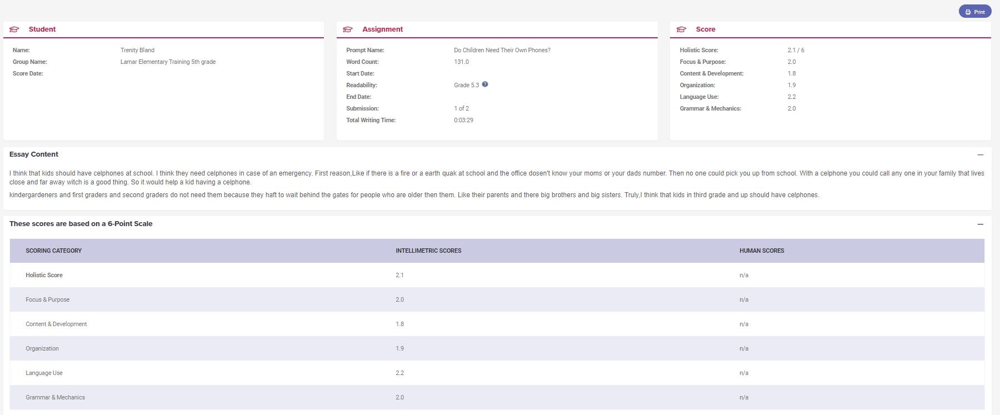 Print
Student
Name: Trenity Bland
Group Name: Lamar Elementary Training 5th grade
Score Date:
Assignment
Prompt Name: Do Children Need Their Own Phones?
Word Count: 131.0
Start Date:
Readability: Grade 5.3 ?
End Date:
Submission: 1 of 2
Total Writing Time: 0:03:29
Score
Holistic Score: 2.1 / 6
Focus & Purpose: 2.0
Content & Development: 1.8
Organization: 1.9
Language Use: 2.2
Grammar & Mechanics: 2.0
Essay Content
I think that kids should have celphones at school. I think they need celphones in case of an emergency. First reason,Like if there is a fire or a earth quak at school and the office dosen't know your moms or your dads number. Then no one could pick you up from school. With a celphone you could call any one in your family that lives
close and far away witch is a good thing. So it would help a kid having a celphone.
kindergardeners and first graders and second graders do not need them because they haft to wait behind the gates for people who are older then them. Like their parents and there big brothers and big sisters. Truly,I think that kids in third grade and up should have celphones.
These scores are based on a 6-Point Scale
SCORING CATEGORY INTELLIMETRIC SCORES HUMAN SCORES
Holistic Score 2.1 n/a
Focus & Purpose 2.0 n/a
Content & Development 1.8 n/a
Organization 1.9 n/a
Language Use 2.2 n/a
Grammar & Mechanics 2.0 n/a